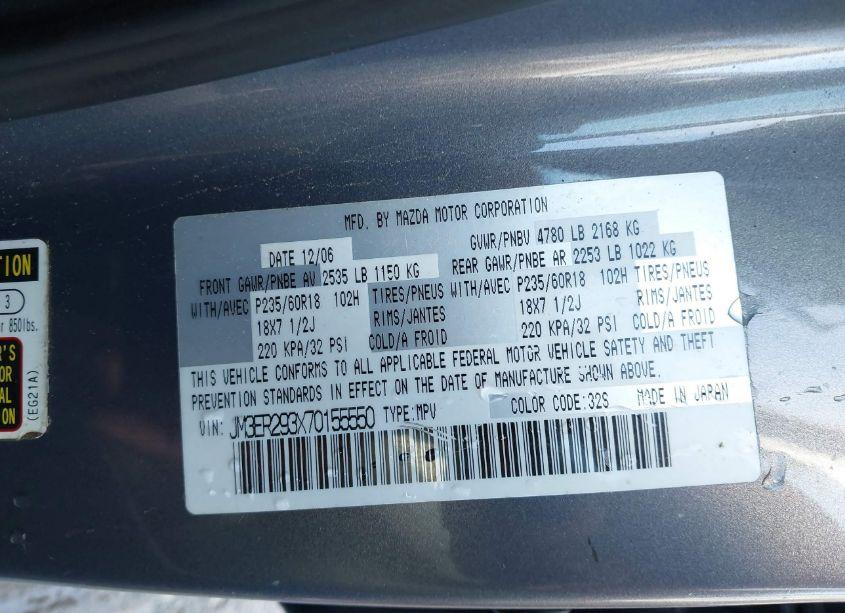 MFD. BY MAZDA MOTOR CORPORATION
DATE 12/06 GVWR/PNBV 4780 LB 2168 KG
FRONT GAWR/PNBE AV 2535 LB 1150 KG REAR GAWR/PNBE AR 2253 LB 1022 KG
WITH/AVEC P235/60R18 102H TIRES/PNEUS WITH/AVEC P235/60R18 102H TIRES/PNEUS
18X7 1/2J RIMS/JANTES 18X7 1/2J RIMS/JANTES
220 KPA/32 PSI COLD/A FROID 220 KPA/32 PSI COLD/A FROID
THIS VEHICLE CONFORMS TO ALL APPLICABLE FEDERAL MOTOR VEHICLE SAFETY AND THEFT
PREVENTION STANDARDS IN EFFECT ON THE DATE OF MANUFACTURE SHOWN ABOVE.
VIN: JM3ER293X70155550 TYPE:MPV COLOR CODE:32S MADE IN JAPAN
TION
3
r 850lbs.
R'S
OR
AL
ON
(EG21A)